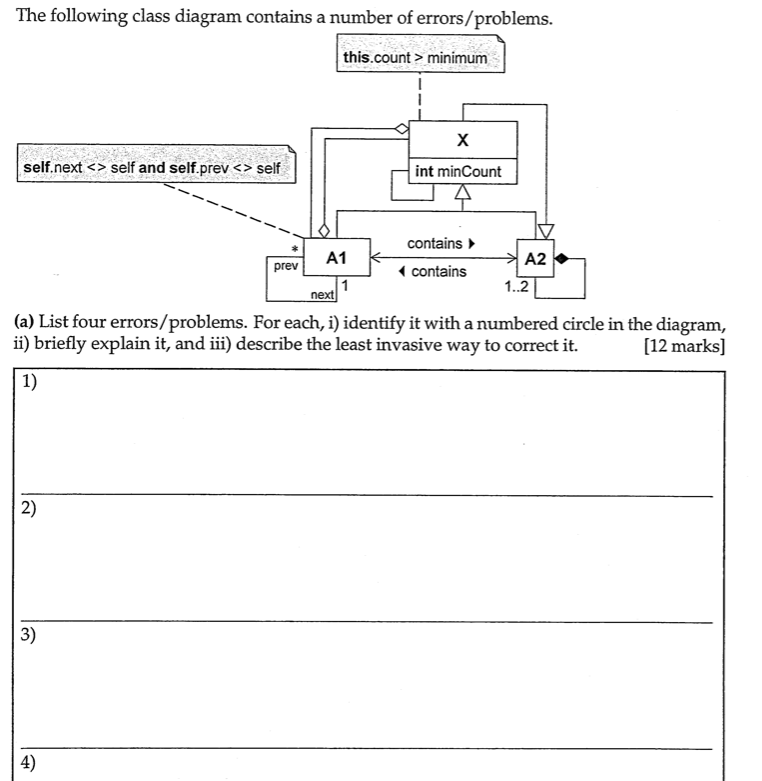 The following class diagram contains a number of errors/problems.
this.count > minimum
X
self.next <> self and self.prev <> self
int minCount
contains ▶
*
A1
A2
prev
◀ contains
1
1..2
next
(a) List four errors/problems. For each, i) identify it with a numbered circle in the diagram,
ii) briefly explain it, and iii) describe the least invasive way to correct it. [12 marks]
1)
2)
3)
4)